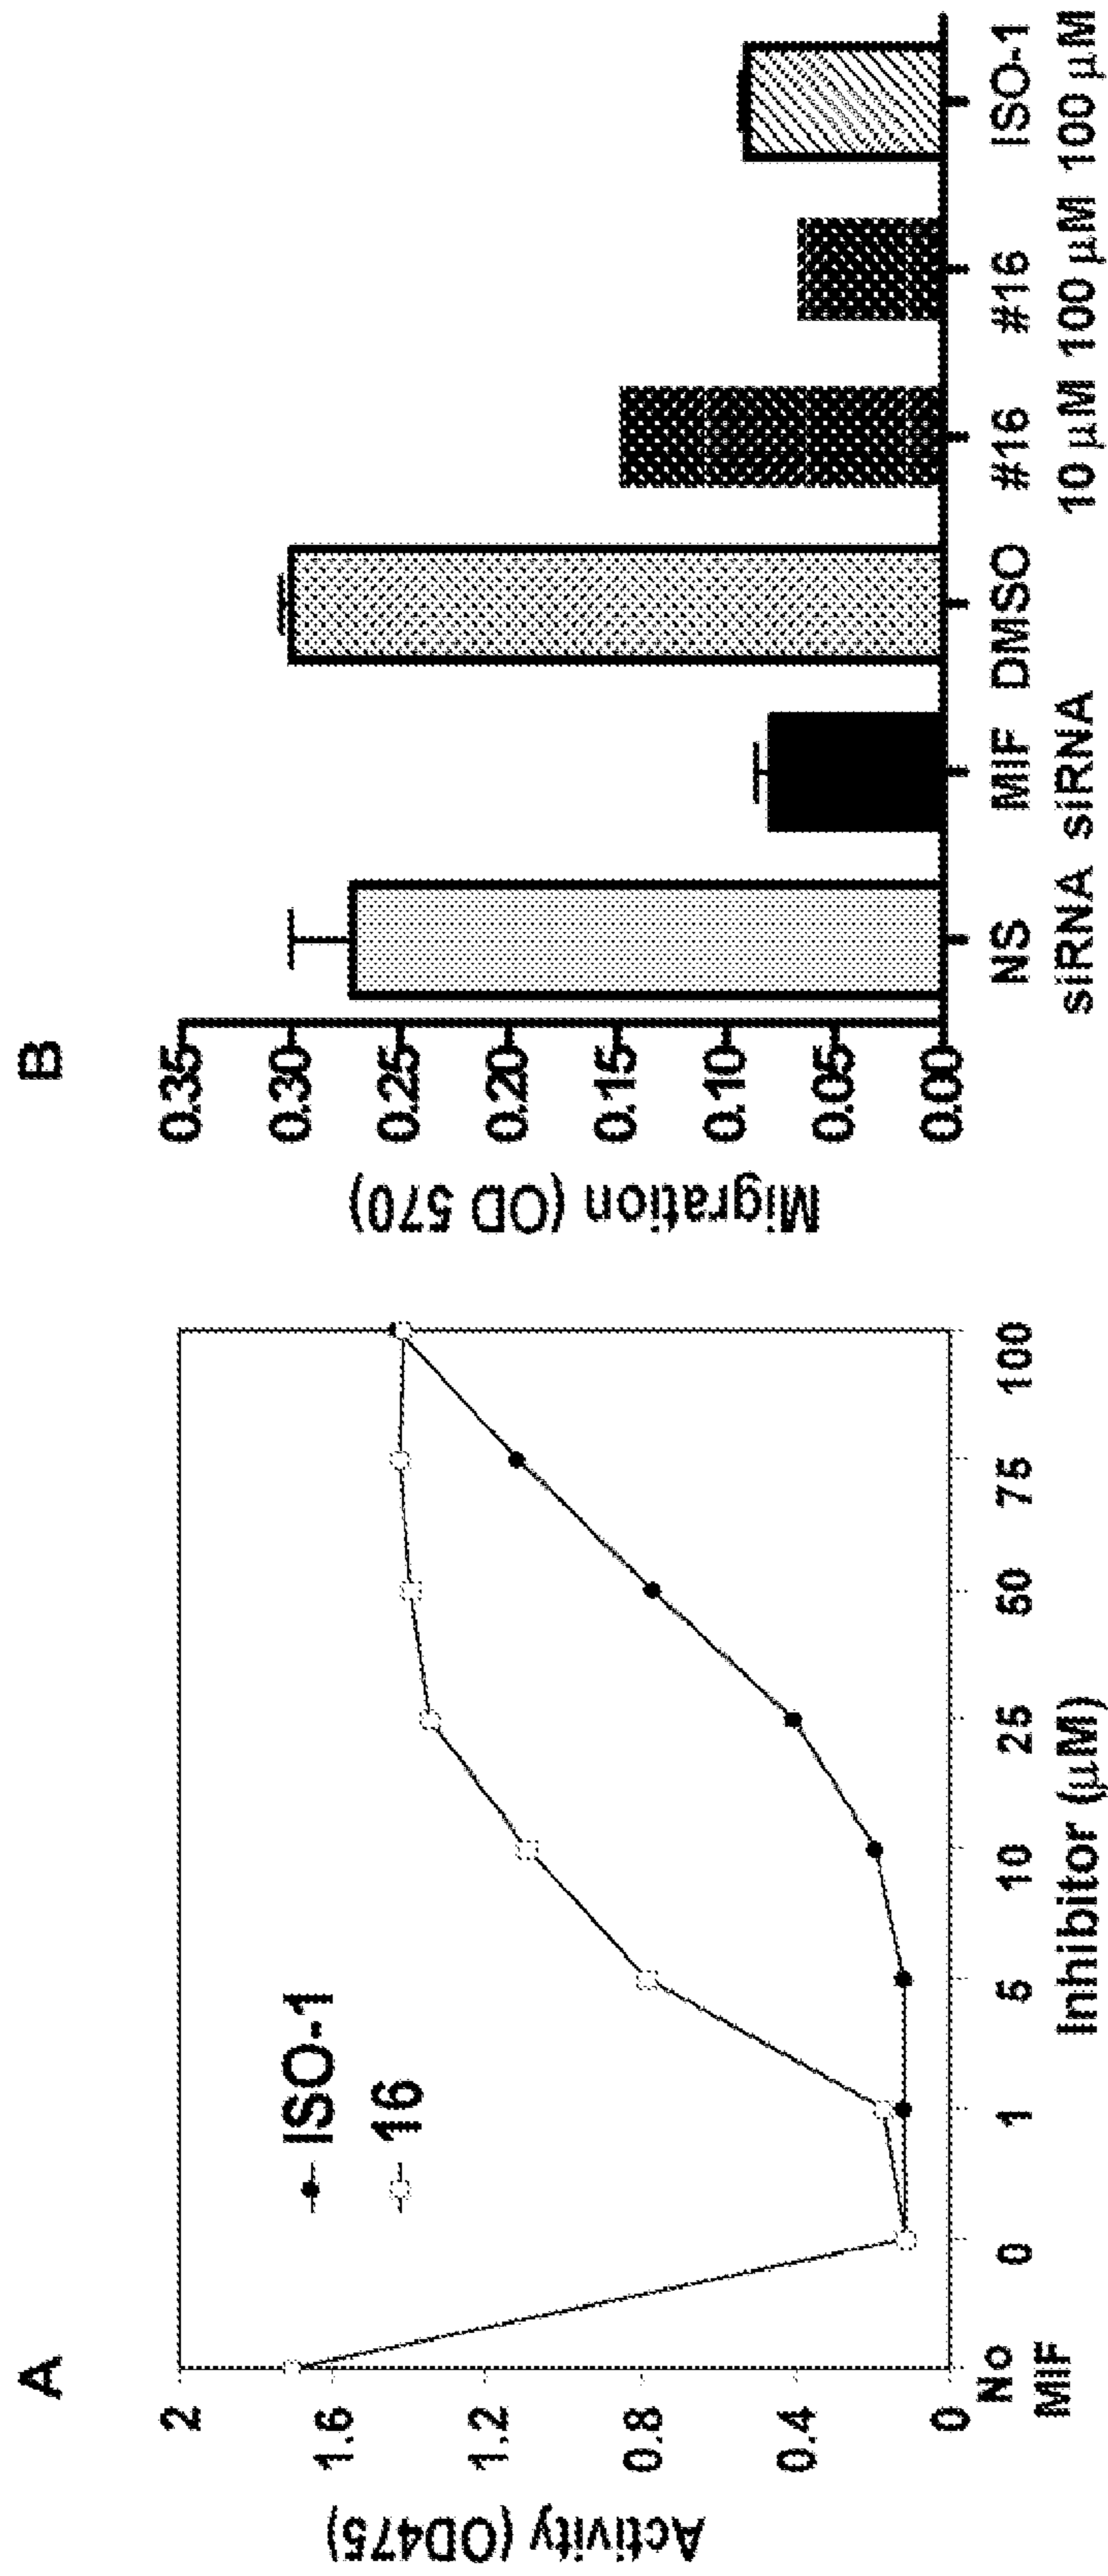 A
Activity (OD475)
2
1.6
1.2
0.8
0.4
0
ISO-1
16
No MIF 0 1 5 10 25 50 75 100
Inhibitor (μM)
B
Migration (OD 570)
0.35
0.30
0.25
0.20
0.15
0.10
0.05
0.00
NS MIF DMSO #16 #16 ISO-1
siRNA siRNA 10 μM 100 μM 100 μM